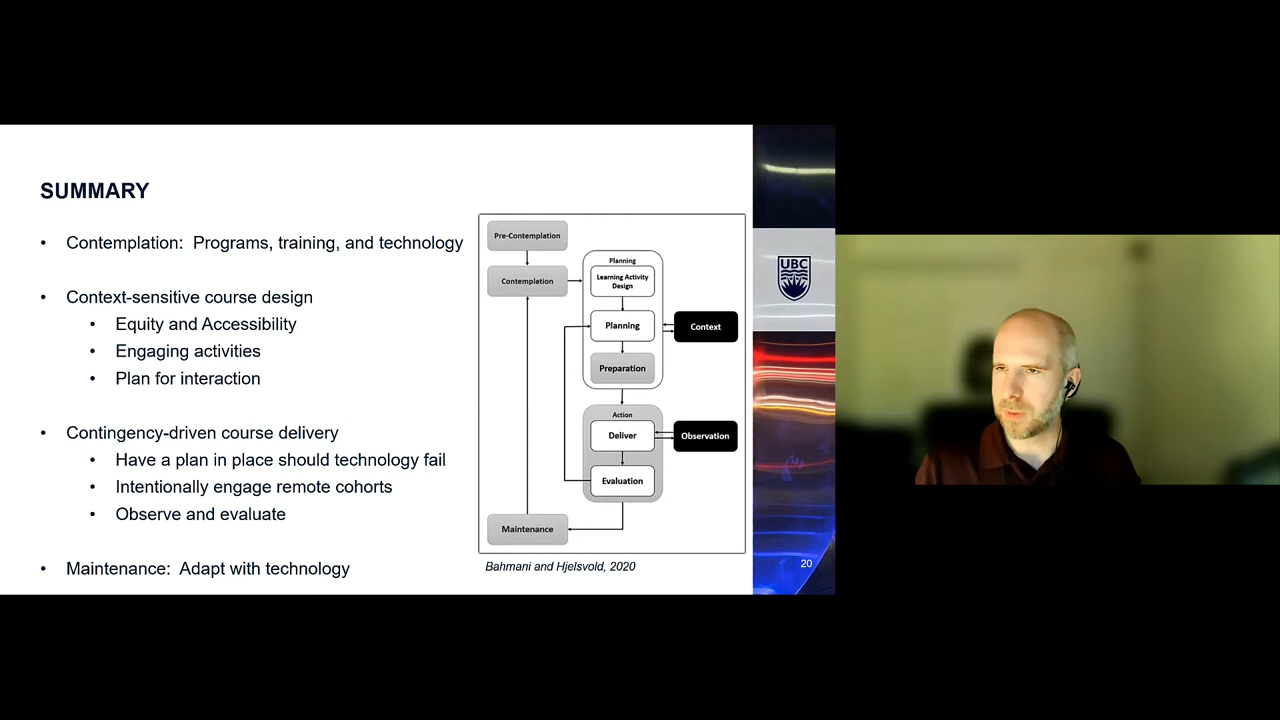 SUMMARY
• Contemplation: Programs, training, and technology
• Context-sensitive course design
• Equity and Accessibility
• Engaging activities
• Plan for interaction
• Contingency-driven course delivery
• Have a plan in place should technology fail
• Intentionally engage remote cohorts
• Observe and evaluate
• Maintenance: Adapt with technology
Pre-Contemplation
Contemplation
Planning
Learning Activity
Design
Planning
Context
Preparation
Action
Deliver
Observation
Evaluation
Maintenance
Bahmani and Hjelsvold, 2020
UBC
20